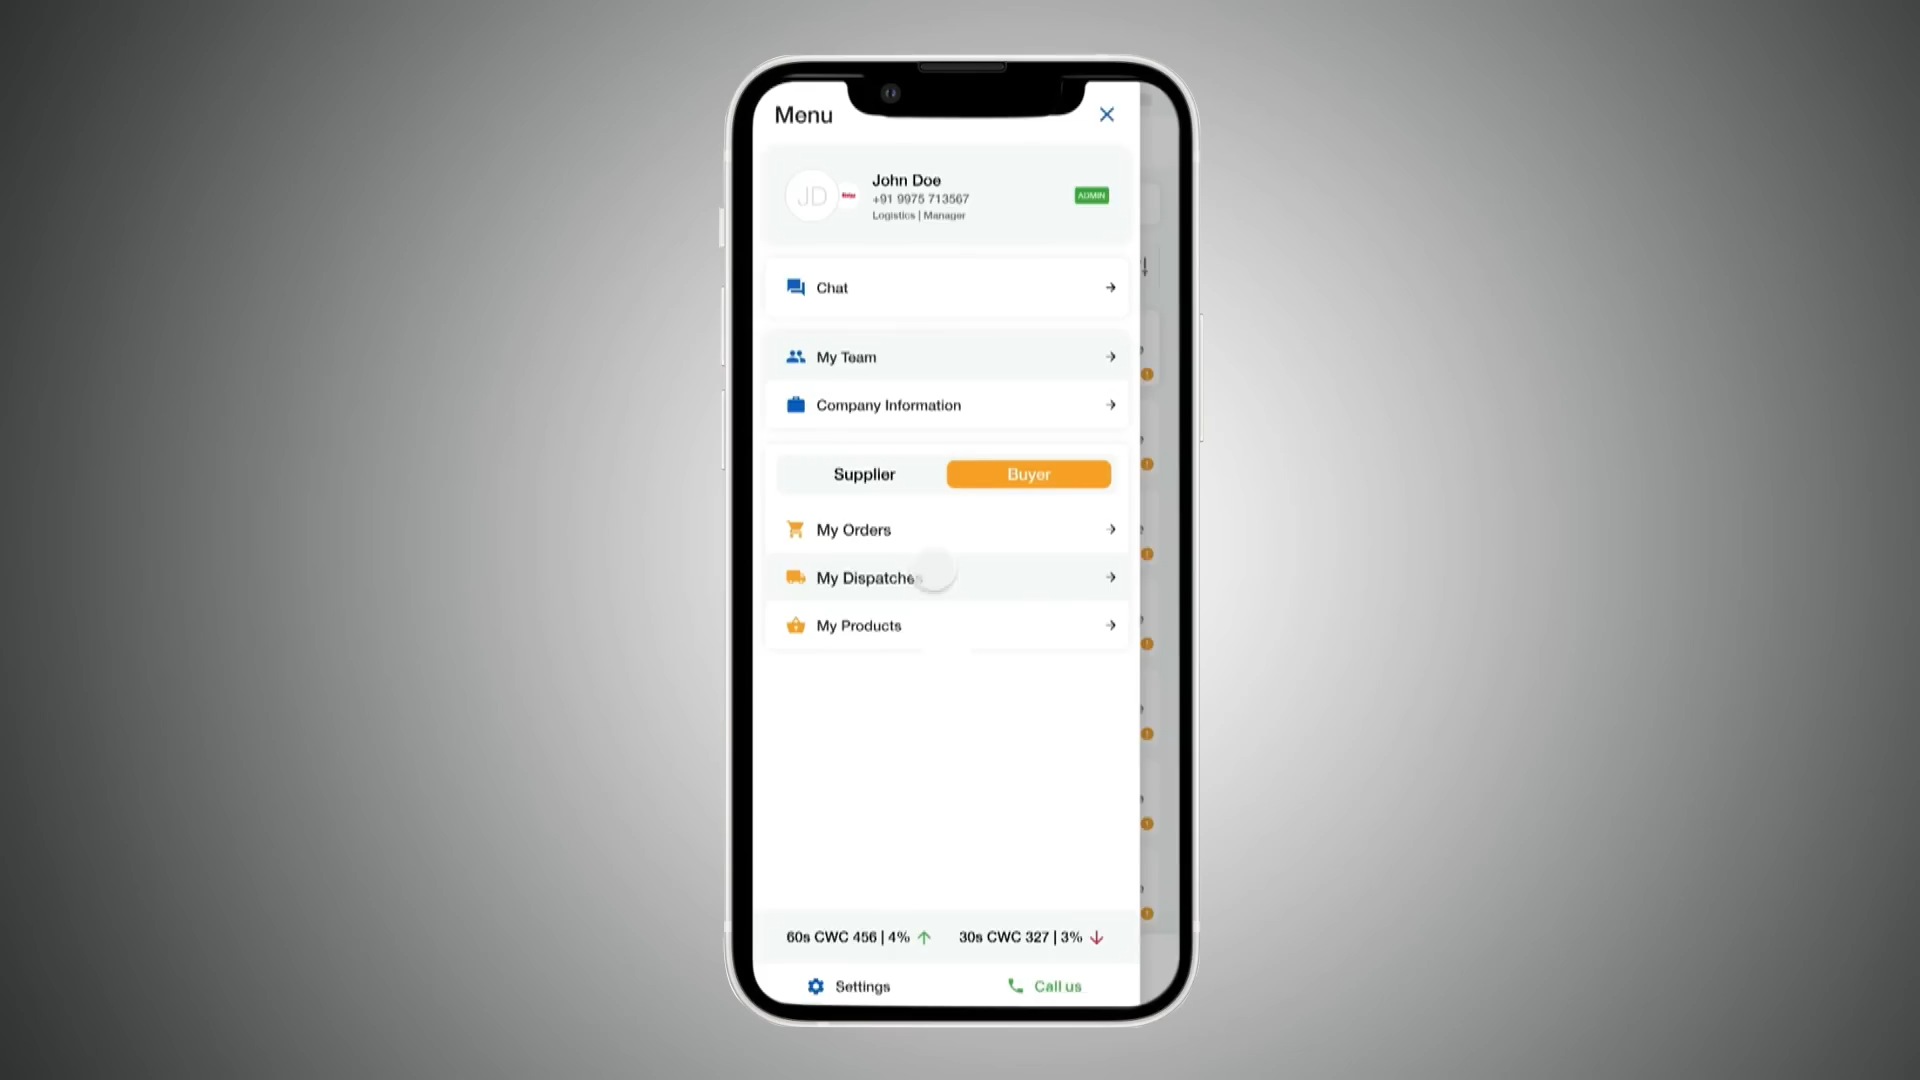 Menu
JD
John Doe
+91 9975 713567
Logistics | Manager
ADMIN
Chat
My Team
Company Information
Supplier
Buyer
My Orders
My Dispatches
My Products
60s CWC 456 | 4%
30s CWC 327 | 3%
Settings
Call us